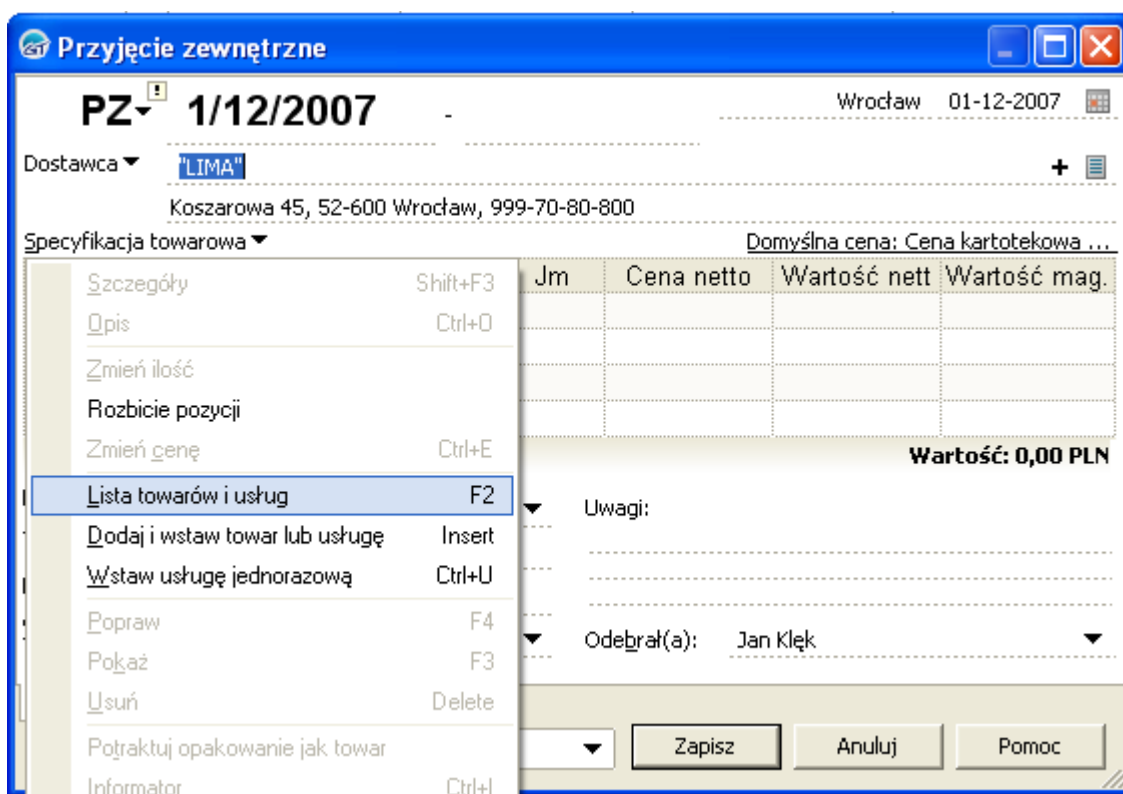 Przyjęcie zewnętrzne
PZ 1/12/2007 - Wrocław 01-12-2007
Dostawca "LIMA"
Koszarowa 45, 52-600 Wrocław, 999-70-80-800
Specyfikacja towarowa Domyślna cena: Cena kartotekowa ...
Jm Cena netto Wartość nett Wartość mag.
Szczegóły Shift+F3
Opis Ctrl+O
Zmień ilość
Rozbicie pozycji
Zmień cenę Ctrl+E
Wartość: 0,00 PLN
Lista towarów i usług F2
Uwagi:
Dodaj i wstaw towar lub usługę Insert
Wstaw usługę jednorazową Ctrl+U
Popraw F4
Odebrał(a): Jan Klęk
Pokaż F3
Usuń Delete
Potraktuj opakowanie jak towar
Zapisz Anuluj Pomoc
Informator Ctrl+I